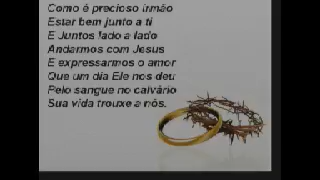 Como é precioso irmão
Estar bem junto a ti
E Juntos lado a lado
Andarmos com Jesus
E expressarmos o amor
Que um dia Ele nos deu
Pelo sangue no calvário
Sua vida trouxe a nós.